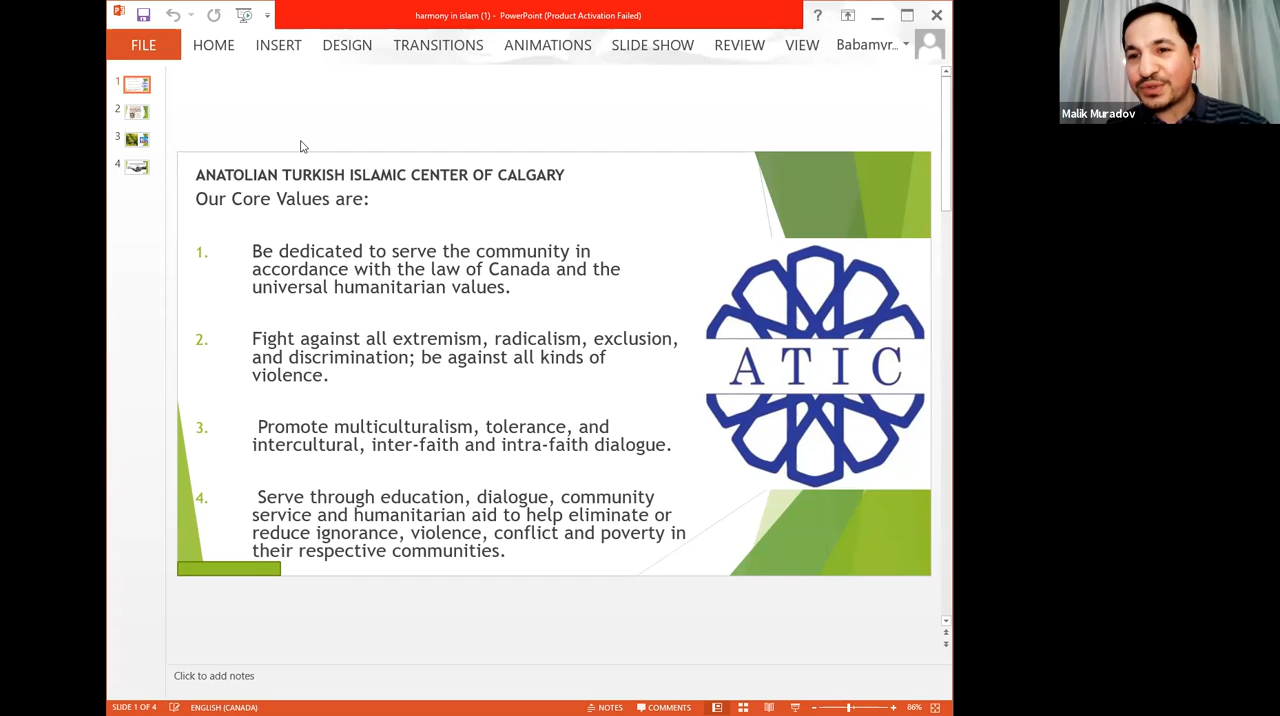 harmony in islam (1) - PowerPoint (Product Activation Failed)
?
FILE HOME INSERT DESIGN TRANSITIONS ANIMATIONS SLIDE SHOW REVIEW VIEW Babamvr...
Malik Muradov
1
2
3
4
ANATOLIAN TURKISH ISLAMIC CENTER OF CALGARY
Our Core Values are:
1. Be dedicated to serve the community in
accordance with the law of Canada and the
universal humanitarian values.
2. Fight against all extremism, radicalism, exclusion,
and discrimination; be against all kinds of
violence.
3. Promote multiculturalism, tolerance, and
intercultural, inter-faith and intra-faith dialogue.
4. Serve through education, dialogue, community
service and humanitarian aid to help eliminate or
reduce ignorance, violence, conflict and poverty in
their respective communities.
ATIC
Click to add notes
SLIDE 1 OF 4 ENGLISH (CANADA) NOTES COMMENTS 86%